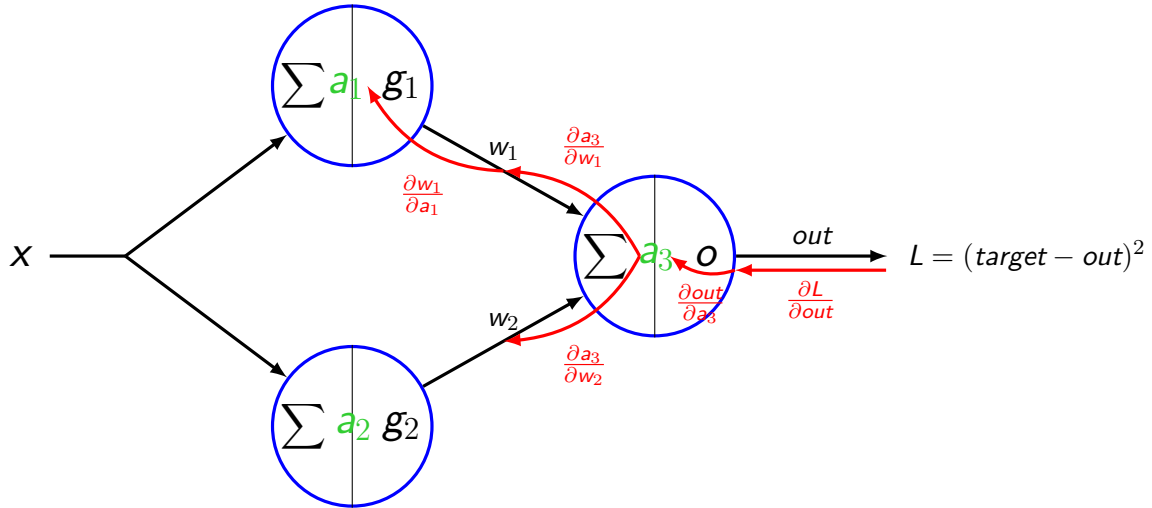 ∑ a₁ g₁
w₁
∂a₃/∂w₁
∂w₁/∂a₁
x
∑ a₃ o
out
L = (target − out)²
∂out/∂a₃
∂L/∂out
w₂
∂a₃/∂w₂
∑ a₂ g₂